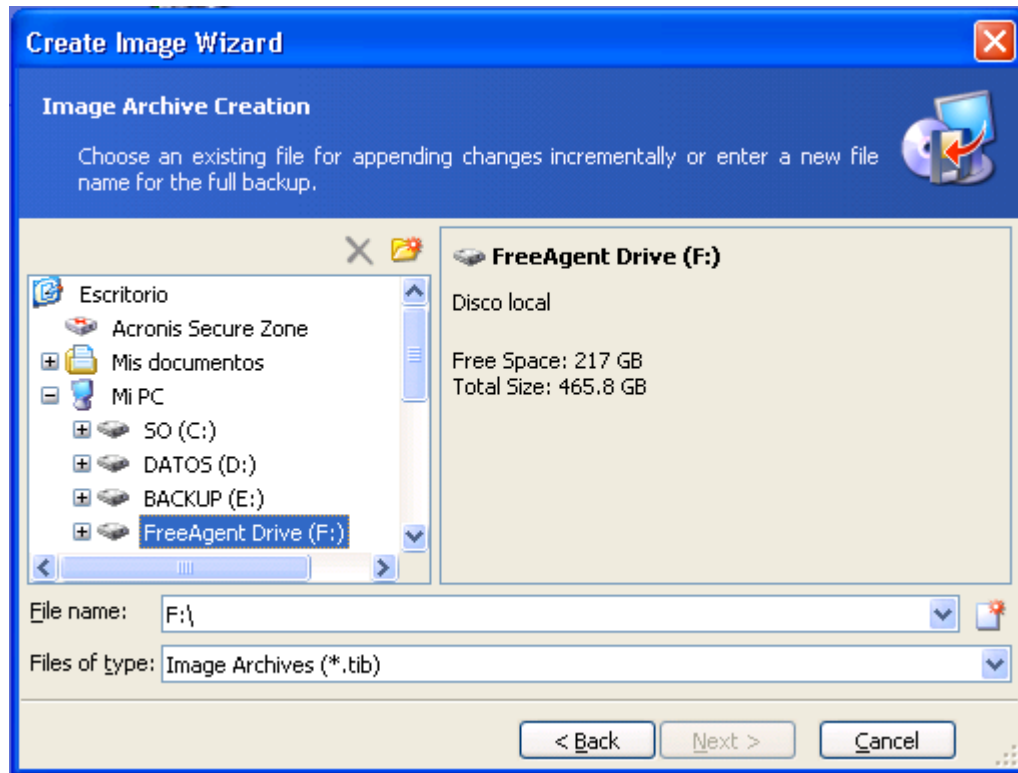 Create Image Wizard
Image Archive Creation
Choose an existing file for appending changes incrementally or enter a new file
name for the full backup.
Escritorio
Acronis Secure Zone
Mis documentos
Mi PC
SO (C:)
DATOS (D:)
BACKUP (E:)
FreeAgent Drive (F:)
FreeAgent Drive (F:)
Disco local
Free Space: 217 GB
Total Size: 465.8 GB
File name: F:\
Files of type: Image Archives (*.tib)
< Back Next > Cancel